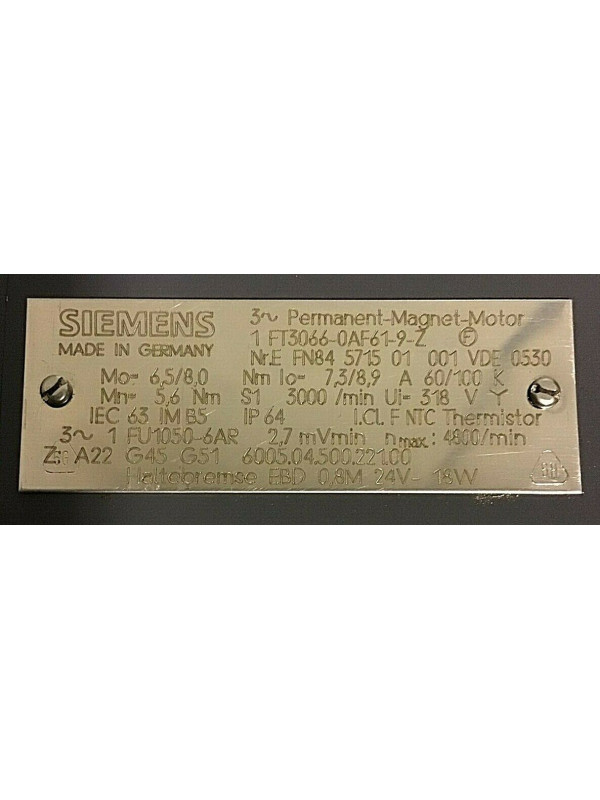 SIEMENS
MADE IN GERMANY
3~ Permanent-Magnet-Motor
1 FT3066-0AF61-9-Z F
Nr.E FN84 5715 01 001 VDE 0530
Mo= 6,5/8,0 Nm Io= 7,3/8,9 A 60/100 K
Mn= 5,6 Nm S1 3000 /min Ui= 318 V Y
IEC 63 IM B5 IP 64 I.Cl. F NTC Thermistor
3~ 1 FU1050-6AR 2,7 mVmin nmax.: 4800/min
Z: A22 G45 G51 6005.04.500.221.00
Haltebremse EBD 0,8M 24V- 18W